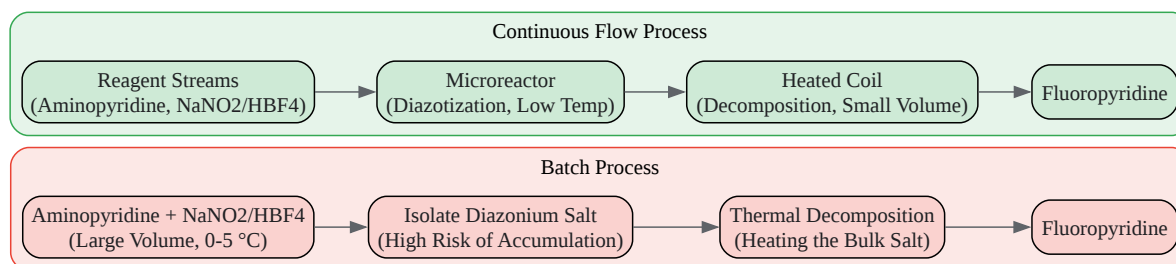 Continuous Flow Process
Reagent Streams
(Aminopyridine, NaNO2/HBF4)
Microreactor
(Diazotization, Low Temp)
Heated Coil
(Decomposition, Small Volume)
Fluoropyridine
Batch Process
Aminopyridine + NaNO2/HBF4
(Large Volume, 0-5 °C)
Isolate Diazonium Salt
(High Risk of Accumulation)
Thermal Decomposition
(Heating the Bulk Salt)
Fluoropyridine